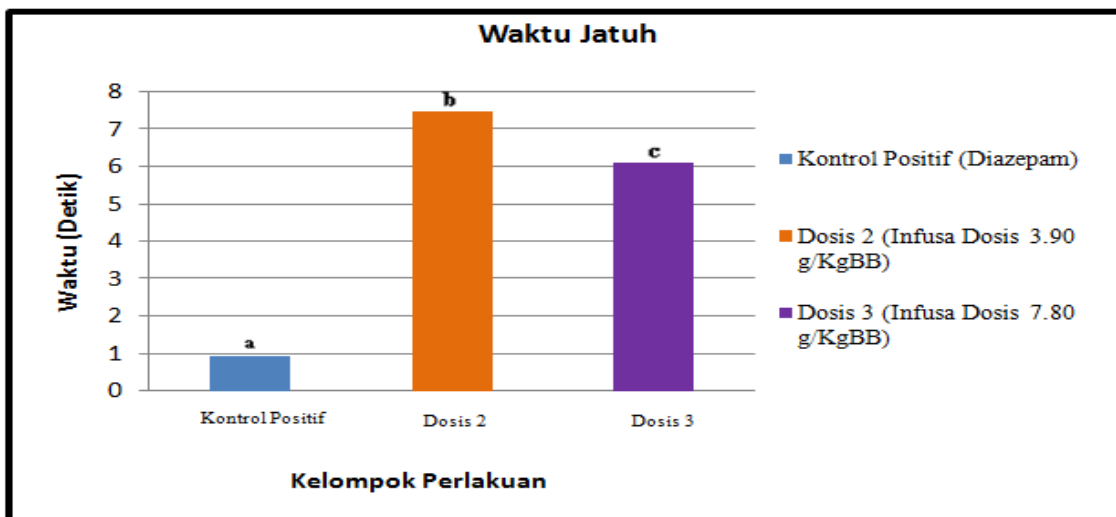 Waktu Jatuh
Waktu (Detik)
8
7
6
5
4
3
2
1
0
a
b
c
Kontrol Positif
Dosis 2
Dosis 3
Kelompok Perlakuan
Kontrol Positif (Diazepam)
Dosis 2 (Infusa Dosis 3.90
g/KgBB)
Dosis 3 (Infusa Dosis 7.80
g/KgBB)